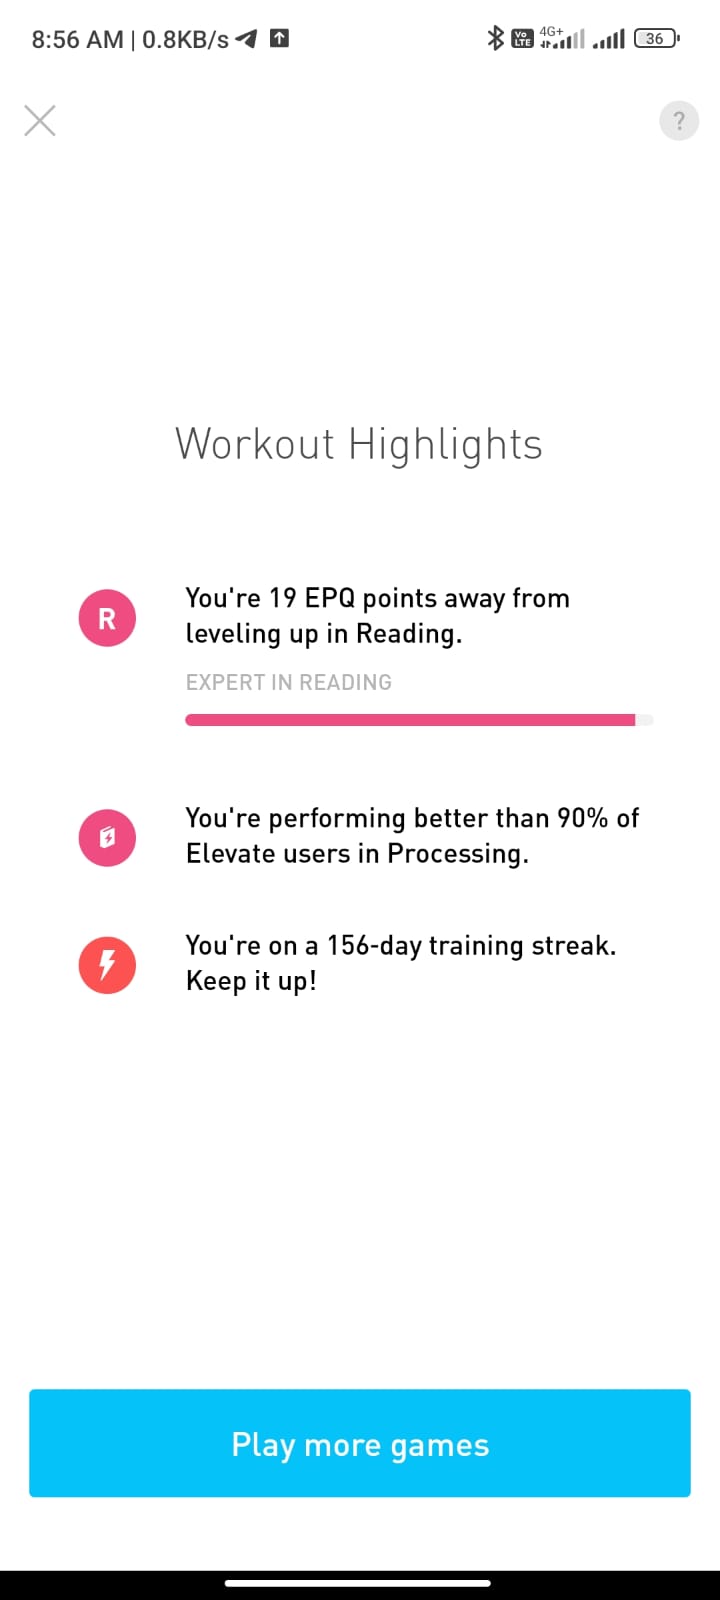 8:56 AM | 0.8KB/s
Vo LTE 4G+ 36
?
Workout Highlights
R
You're 19 EPQ points away from
leveling up in Reading.
EXPERT IN READING
You're performing better than 90% of
Elevate users in Processing.
You're on a 156-day training streak.
Keep it up!
Play more games